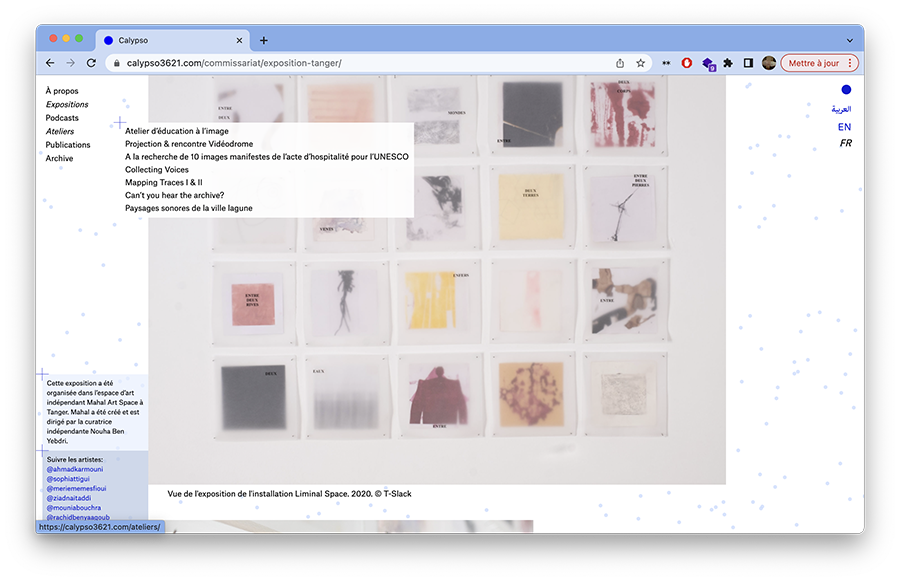 Calypso
calypso3621.com/commissariat/exposition-tanger/
9
Mettre à jour
À propos
Expositions
Podcasts
Ateliers
Publications
Archive
Atelier d'éducation à l'image
Projection & rencontre Vidéodrome
A la recherche de 10 images manifestes de l'acte d'hospitalité pour l'UNESCO
Collecting Voices
Mapping Traces I & II
Can't you hear the archive?
Paysages sonores de la ville lagune
العربية
EN
FR
ENTRE
DEUX
MONDES
ENTRE
DEUX
CORPS
VENTS
DEUX
TERRES
ENTRE
DEUX
PIERRES
ENTRE
DEUX
RIVES
ENFERS
ENTRE
DEUX
EAUX
ENTRE
Cette exposition a été
organisée dans l'espace d'art
indépendant Mahal Art Space à
Tanger. Mahal a été créé et est
dirigé par la curatrice
indépendante Nouha Ben
Yebdri.
Suivre les artistes:
@ahmadkarmouni
@sophiattigui
@meriememesfioui
@ziadnaitaddi
@mouniabouchra
@rachidbenyaagoub
https://calypso3621.com/ateliers/
Vue de l'exposition de l'installation Liminal Space. 2020. © T-Slack